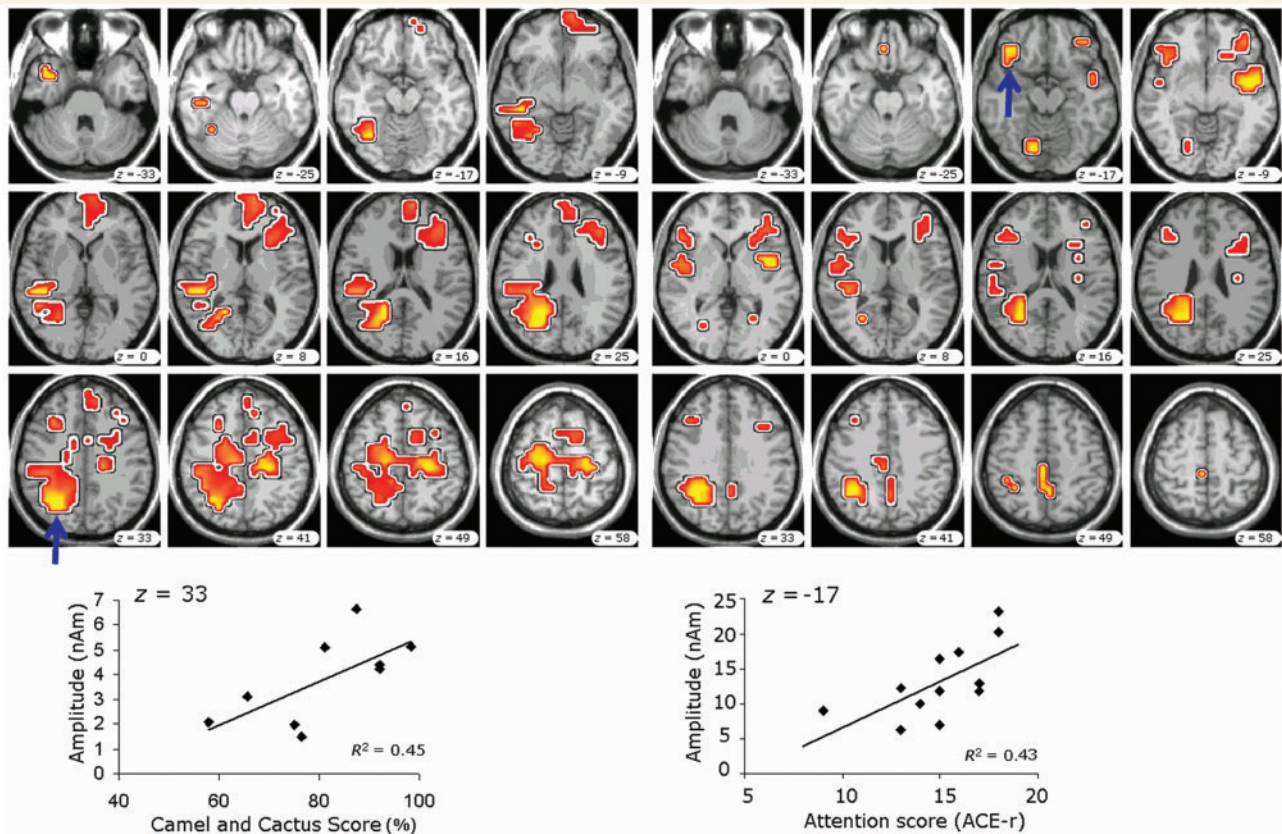 z = -33
z = -25
z = -17
z = -9
z = -33
z = -25
z = -17
z = -9
z = 0
z = 8
z = 16
z = 25
z = 0
z = 8
z = 16
z = 25
z = 33
z = 41
z = 49
z = 58
z = 33
z = 41
z = 49
z = 58
z = 33
Amplitude (nAm)
7
6
5
4
3
2
1
0
R² = 0.45
40
60
80
100
Camel and Cactus Score (%)
z = -17
Amplitude (nAm)
25
20
15
10
5
0
R² = 0.43
5
10
15
20
Attention score (ACE-r)